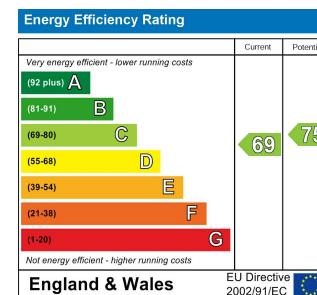 Energy Efficiency Rating
Current Potenti
Very energy efficient - lower running costs
(92 plus) A
(81-91) B
(69-80) C
(55-68) D
(39-54) E
(21-38) F
(1-20) G
69 75
Not energy efficient - higher running costs
England & Wales
EU Directive
2002/91/EC